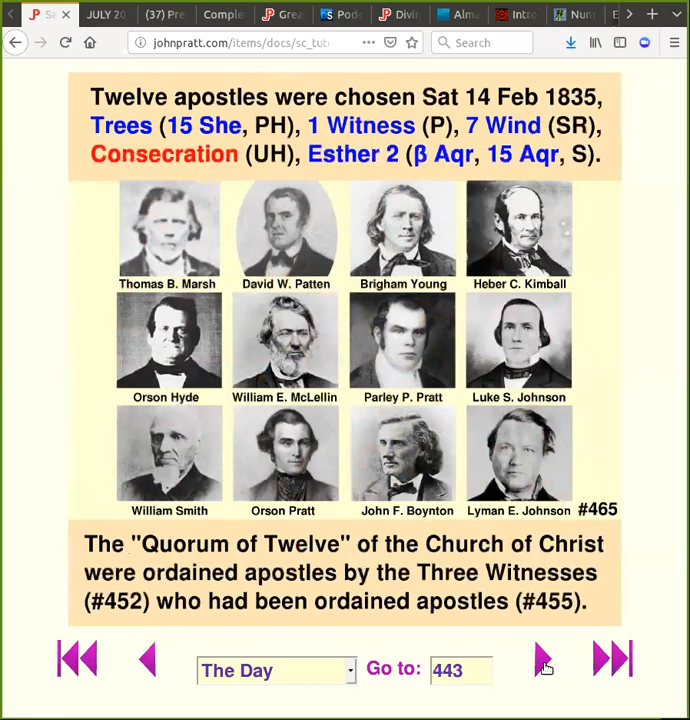 S
JULY 20
(37) Pre
Comple
Grea
Pode
Divi
Alma
Intro
Nun
E
johnpratt.com/items/docs/sc_tut
Search
Twelve apostles were chosen Sat 14 Feb 1835,
Trees (15 She, PH), 1 Witness (P), 7 Wind (SR),
Consecration (UH), Esther 2 (β Aqr, 15 Aqr, S).
Thomas B. Marsh
David W. Patten
Brigham Young
Heber C. Kimball
Orson Hyde
William E. McLellin
Parley P. Pratt
Luke S. Johnson
William Smith
Orson Pratt
John F. Boynton
Lyman E. Johnson #465
The "Quorum of Twelve" of the Church of Christ
were ordained apostles by the Three Witnesses
(#452) who had been ordained apostles (#455).
The Day
Go to: 443